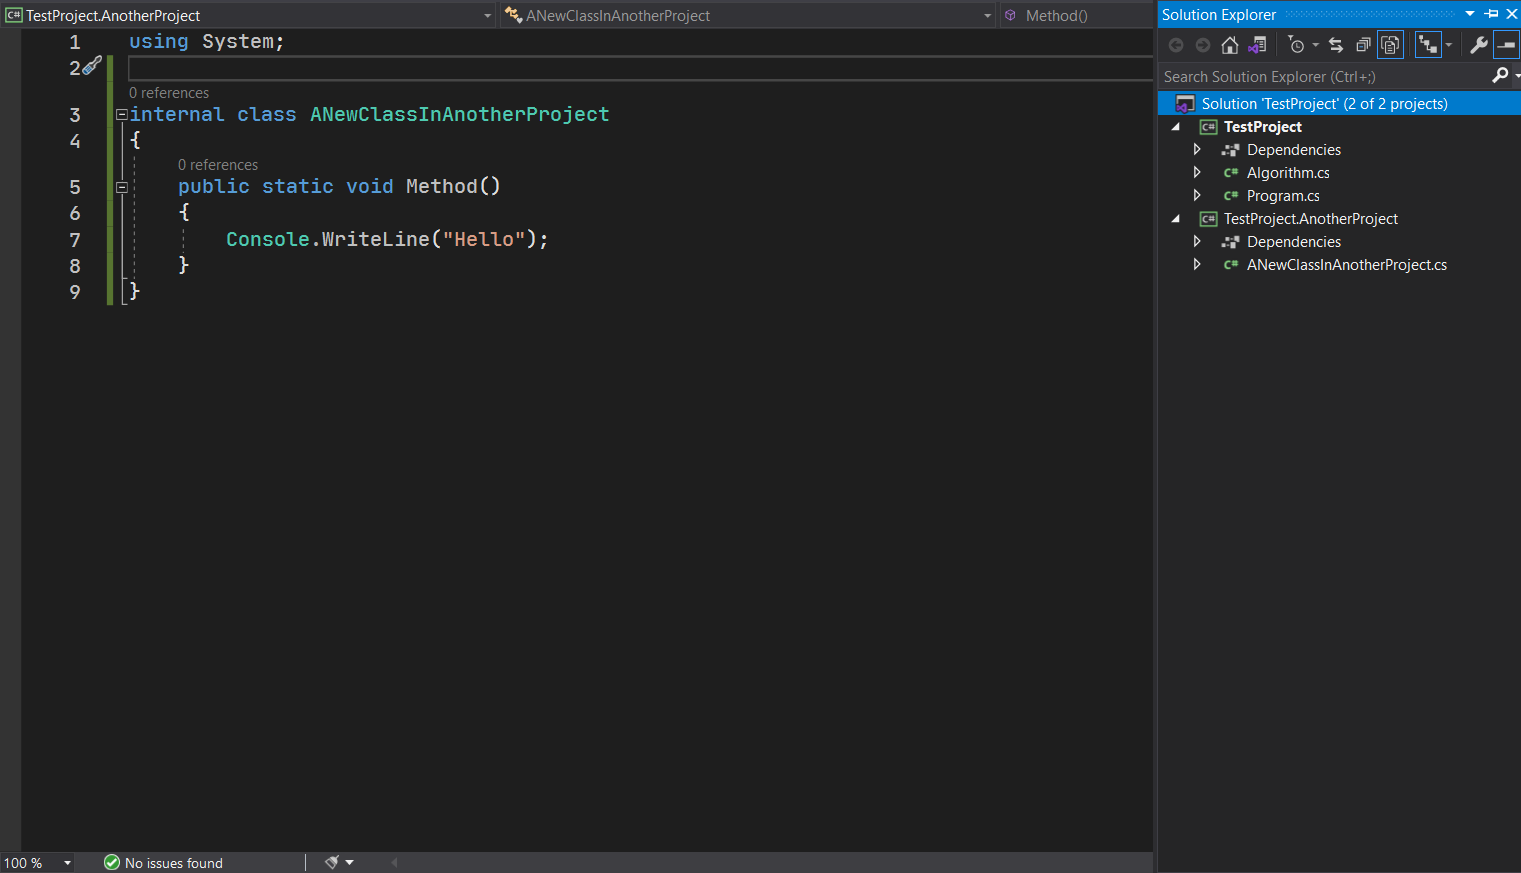 TestProject.AnotherProject
ANewClassInAnotherProject
Method()
1 using System;
2
0 references
3 internal class ANewClassInAnotherProject
4 {
0 references
5 public static void Method()
6 {
7 Console.WriteLine("Hello");
8 }
9 }
100 %
No issues found
Solution Explorer
Search Solution Explorer (Ctrl+;)
Solution 'TestProject' (2 of 2 projects)
C# TestProject
Dependencies
C# Algorithm.cs
C# Program.cs
C# TestProject.AnotherProject
Dependencies
C# ANewClassInAnotherProject.cs